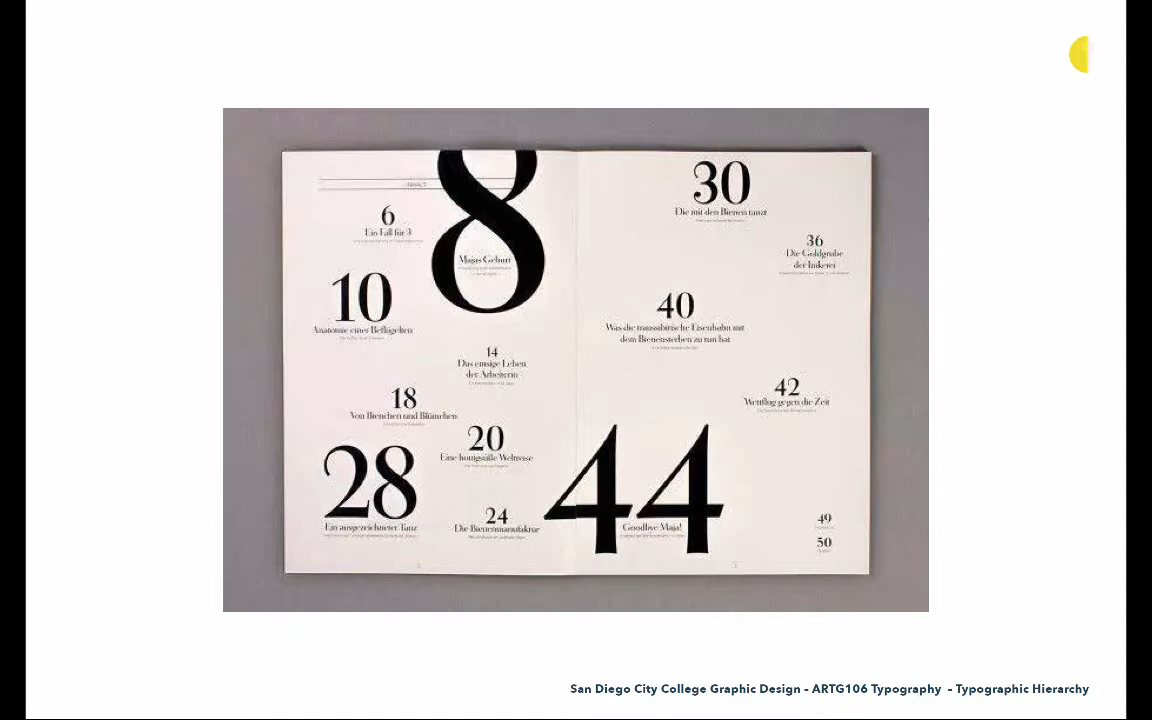 INHALT
8
Majas Geburt
6
Ein Fall für 3
10
Anatomie einer Beflügelten
14
Das emsige Leben
der Arbeiterin
18
Von Bienchen und Blümchen
20
Eine honigsüße Weltreise
28
Ein ausgezeichneter Tanz
24
Die Bienenmanufaktur
30
Die mit den Bienen tanzt
36
Die Goldgrube
der Imkerei
40
Was die transsibirische Eisenbahn mit
dem Bienensterben zu tun hat
42
Wettflug gegen die Zeit
44
Goodbye Maja!
49
50
San Diego City College Graphic Design – ARTG106 Typography – Typographic Hierarchy